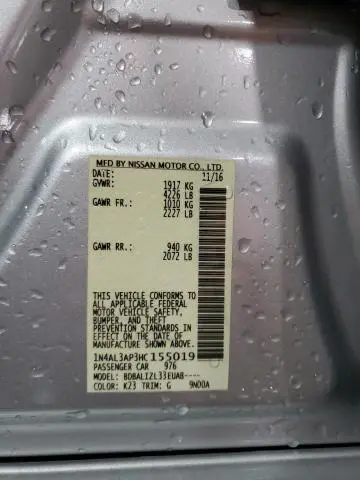 MFD BY NISSAN MOTOR CO., LTD.
DATE: 11/16
GVWR: 1917 KG
4226 LB
GAWR FR.: 1010 KG
2227 LB
GAWR RR.: 940 KG
2072 LB
THIS VEHICLE CONFORMS TO
ALL APPLICABLE FEDERAL
MOTOR VEHICLE SAFETY,
BUMPER, AND THEFT
PREVENTION STANDARDS IN
EFFECT ON THE DATE OF
MANUFACTURE SHOWN ABOVE.
1N4AL3AP3HC155019
PASSENGER CAR 976
MODEL: BDBALIZL33EUAB----
COLOR: K23 TRIM: G 9N00A